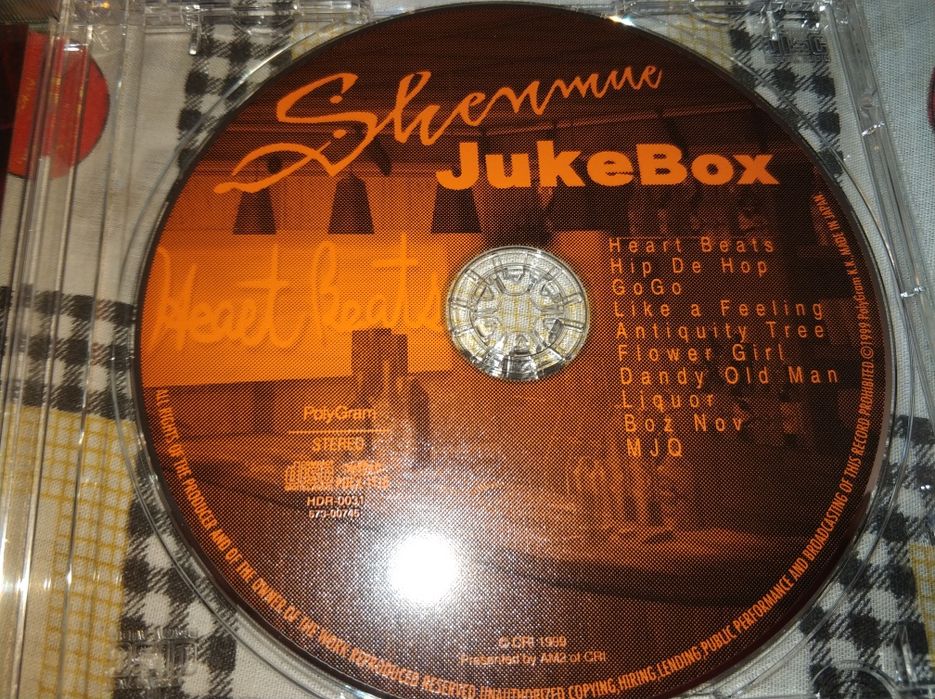 Shenmue
JukeBox
Heart Beats
Heart Beats
Hip De Hop
GoGo
Like a Feeling
Antiquity Tree
Flower Girl
Dandy Old Man
Liquor
Boz Nov
MJQ
PolyGram
STEREO
HDR-0031
673-00745
© CRI 1999
Presented by AM2 of CRI
ALL RIGHTS OF THE PRODUCER AND OF THE OWNER OF THE WORK REPRODUCED RESERVED UNAUTHORIZED COPYING, HIRING, LENDING, PUBLIC PERFORMANCE AND BROADCASTING OF THIS RECORD PROHIBITED Ⓒ1999 PolyGram K.K. MADE IN JAPAN